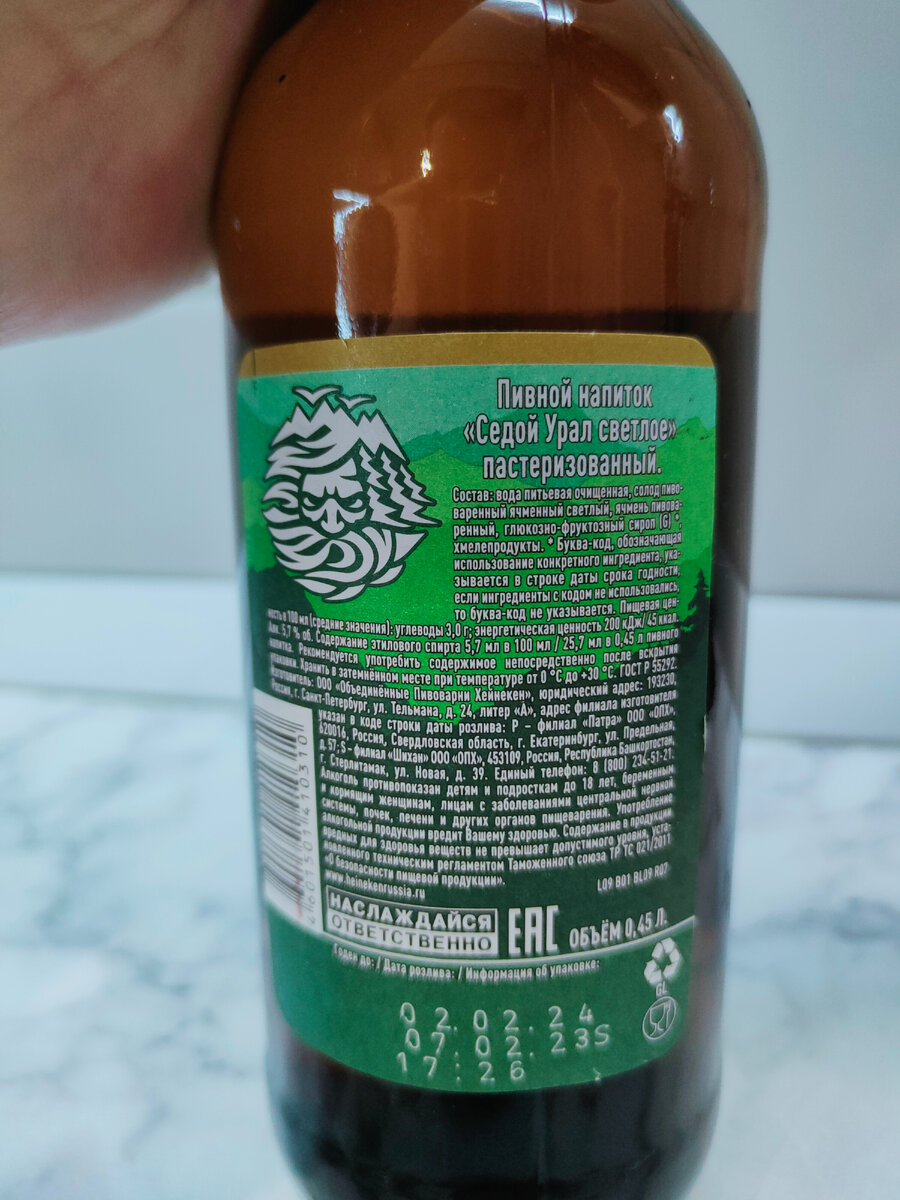 Пивной напиток
«Седой Урал светлое»
пастеризованный.
Состав: вода питьевая очищенная, солод пиво-
варенный ячменный светлый, ячмень пивова-
ренный, глюкозно-фруктозный сироп (G) *,
хмелепродукты. * Буква-код, обозначающая
использование конкретного ингредиента, ука-
зывается в строке даты срока годности,
если ингредиенты с кодом не использовались,
то буква-код не указывается. Пищевая цен-
ность в 100 мл (средние значения): углеводы 3,0 г; энергетическая ценность 200 кДж/ 45 ккал.
Алк. 5,7 % об. Содержание этилового спирта 5,7 мл в 100 мл / 25,7 мл в 0,45 л пивного
напитка. Рекомендуется употребить содержимое непосредственно после вскрытия
упаковки. Хранить в затемнённом месте при температуре от 0 °С до +30 °С. ГОСТ Р 55292.
Изготовитель: ООО «Объединённые Пивоварни Хейнекен», юридический адрес: 193230,
Россия, г. Санкт-Петербург, ул. Тельмана, д. 24, литер «А», адрес филиала изготовителя
указан в коде строки даты розлива: P – филиал «Патра» ООО «ОПХ»,
620016, Россия, Свердловская область, г. Екатеринбург, ул. Предельная,
д. 57; S – филиал «Шихан» ООО «ОПХ», 453109, Россия, Республика Башкортостан,
г. Стерлитамак, ул. Новая, д. 39. Единый телефон: 8 (800) 234-51-21.
Алкоголь противопоказан детям и подросткам до 18 лет, беременным
и кормящим женщинам, лицам с заболеваниями центральной нервной
системы, почек, печени и других органов пищеварения. Употребление
алкогольной продукции вредит Вашему здоровью. Содержание в продукции
вредных для здоровья веществ не превышает допустимого уровня, уста-
новленного техническим регламентом Таможенного союза ТР ТС 021/2011
«О безопасности пищевой продукции».
www.heinekenrussia.ru
L09 B01 BL09 R07
4 601501 410310
НАСЛАЖДАЙСЯ
ОТВЕТСТВЕННО
EAC
ОБЪЁМ 0,45 Л.
Годен до: / Дата розлива: / Информация об упаковке:
GL
02.02.24
07.02.23S
17:26